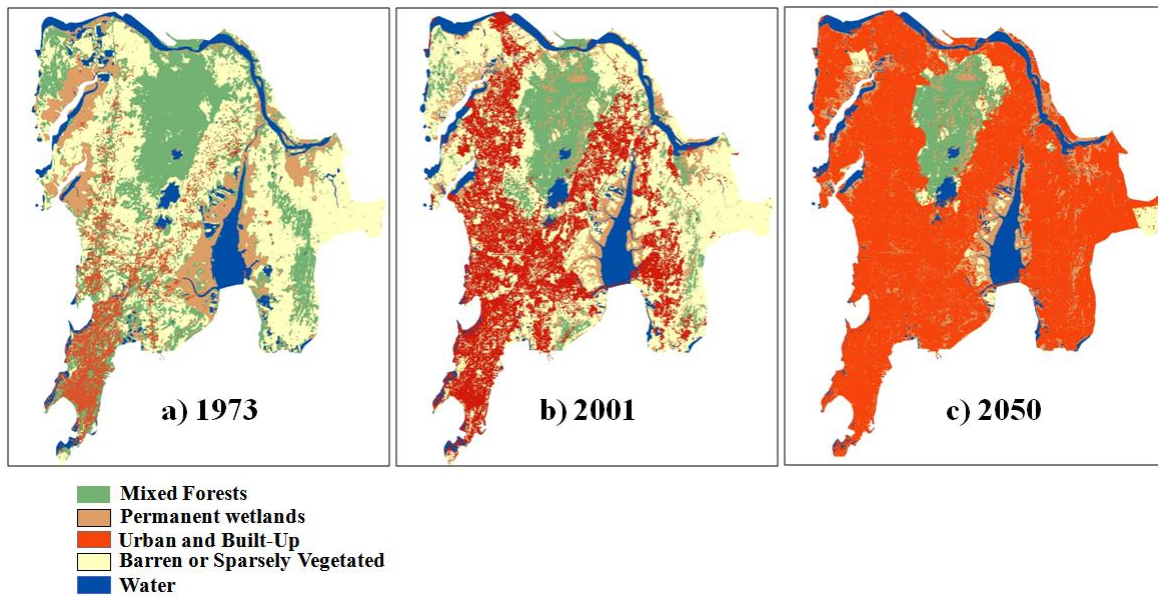 a) 1973
b) 2001
c) 2050
Mixed Forests
Permanent wetlands
Urban and Built-Up
Barren or Sparsely Vegetated
Water